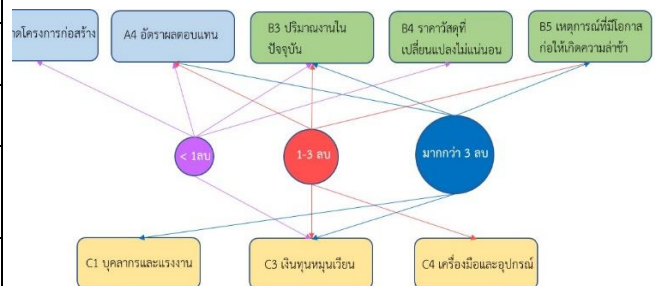 โครงการก่อสร้าง
A4 อัตราผลตอบแทน
B3 ปริมาณงานใน
ปัจจุบัน
B4 ราคาวัสดุที่
เปลี่ยนแปลงไม่แน่นอน
B5 เหตุการณ์ที่มีโอกาส
ก่อให้เกิดความล่าช้า
< 1ลบ
1-3 ลบ
มากกว่า 3 ลบ
C1 บุคลากรและแรงงาน
C3 เงินทุนหมุนเวียน
C4 เครื่องมือและอุปกรณ์